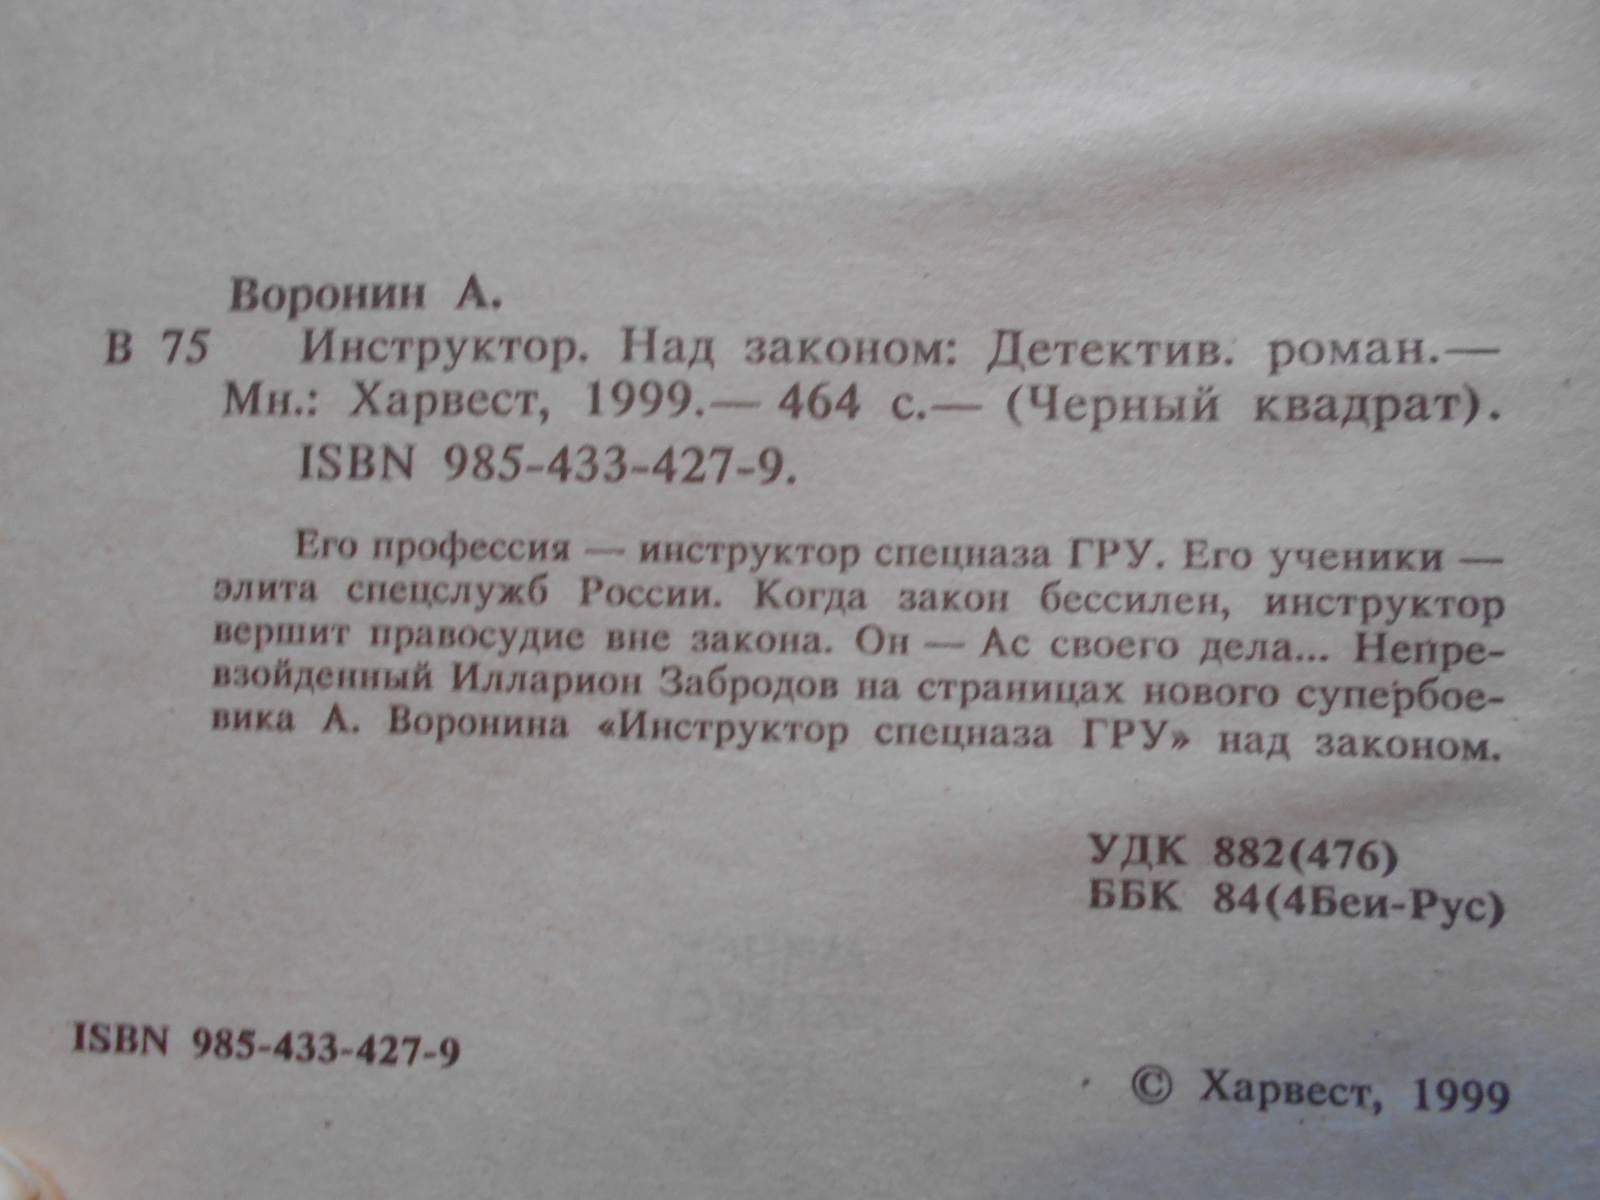 Воронин А.
В 75 Инструктор. Над законом: Детектив. роман.—
Мн.: Харвест, 1999.— 464 с.— (Черный квадрат).
ISBN 985-433-427-9.
Его профессия — инструктор спецназа ГРУ. Его ученики —
элита спецслужб России. Когда закон бессилен, инструктор
вершит правосудие вне закона. Он — Ас своего дела... Непре-
взойденный Илларион Забродов на страницах нового супербое-
вика А. Воронина «Инструктор спецназа ГРУ» над законом.
УДК 882(476)
ББК 84(4Беи-Рус)
ISBN 985-433-427-9
© Харвест, 1999